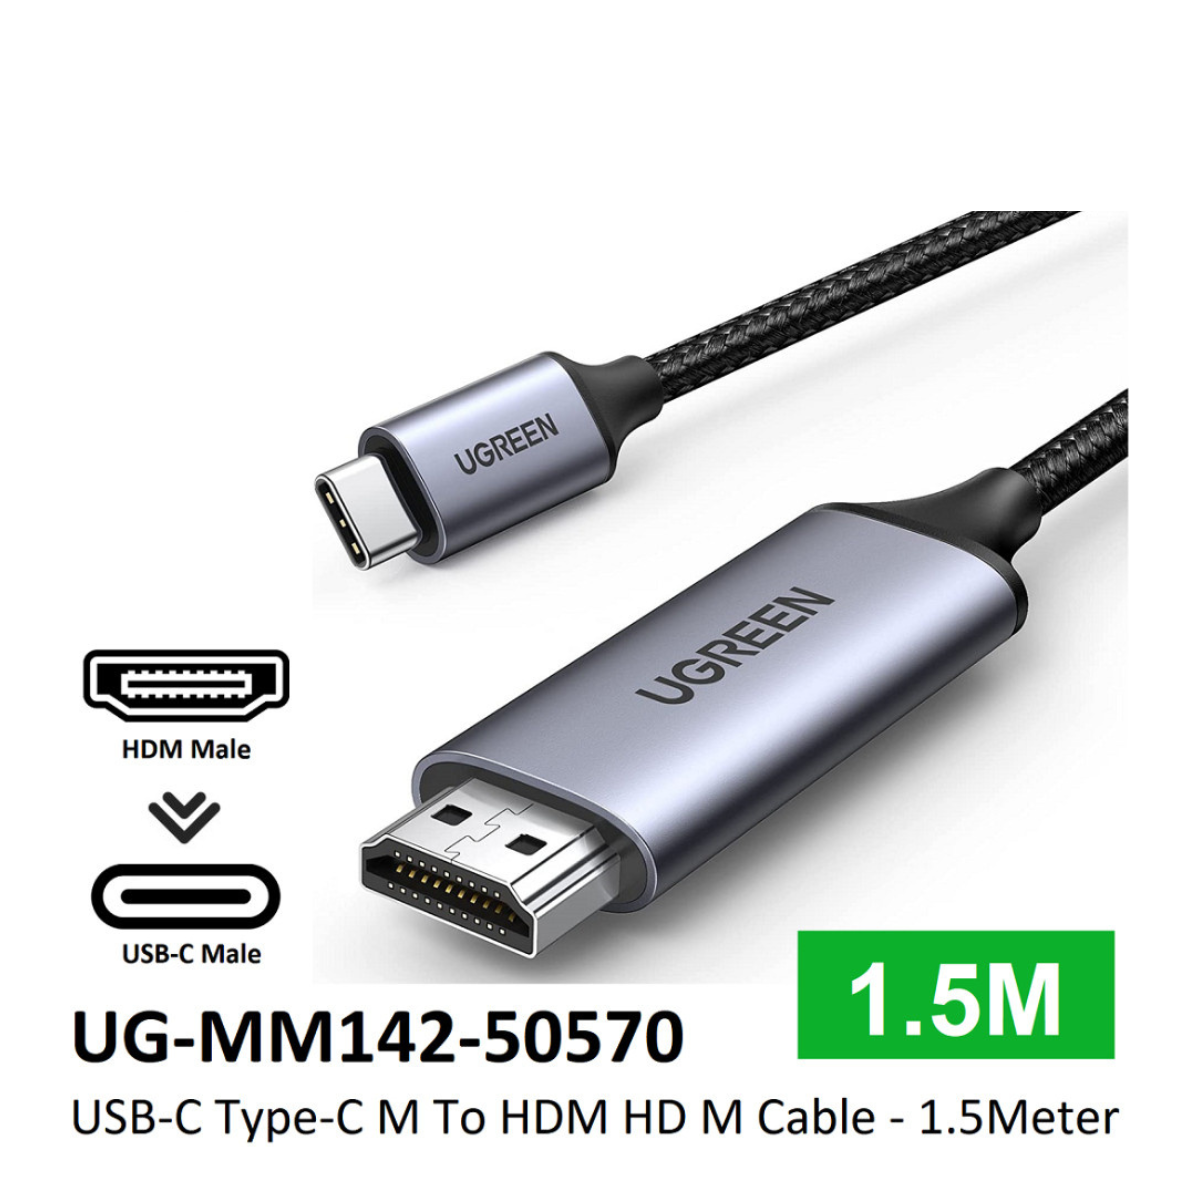 UGREEN
UGREEN
HDM Male
USB-C Male
1.5M
UG-MM142-50570
USB-C Type-C M To HDM HD M Cable - 1.5Meter